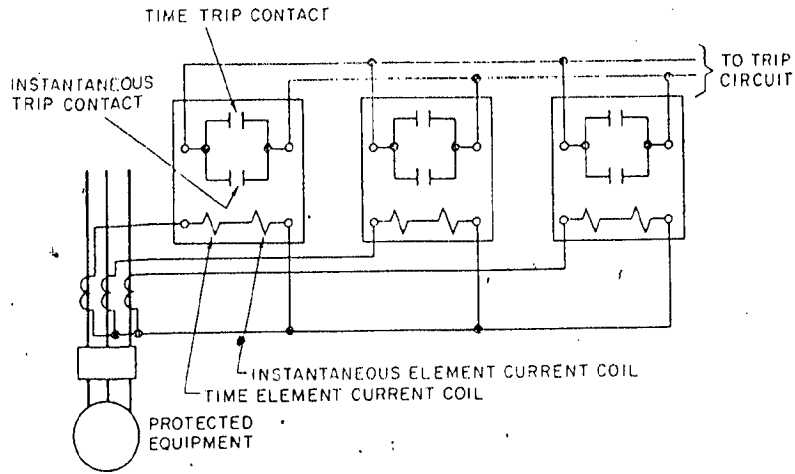 TIME TRIP CONTACT
INSTANTANEOUS
TRIP CONTACT
TO TRIP
CIRCUIT
INSTANTANEOUS ELEMENT CURRENT COIL
TIME ELEMENT CURRENT COIL
PROTECTED
EQUIPMENT